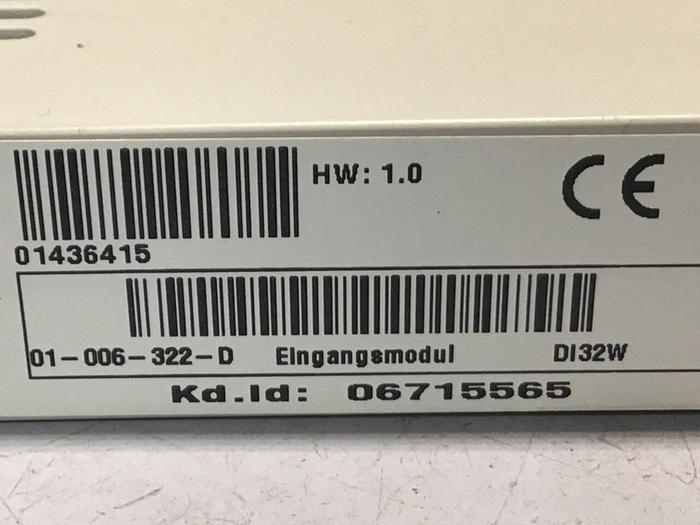 HW: 1.0
CE
01436415
01-006-322-D Eingangsmodul DI32W
Kd.Id: 06715565